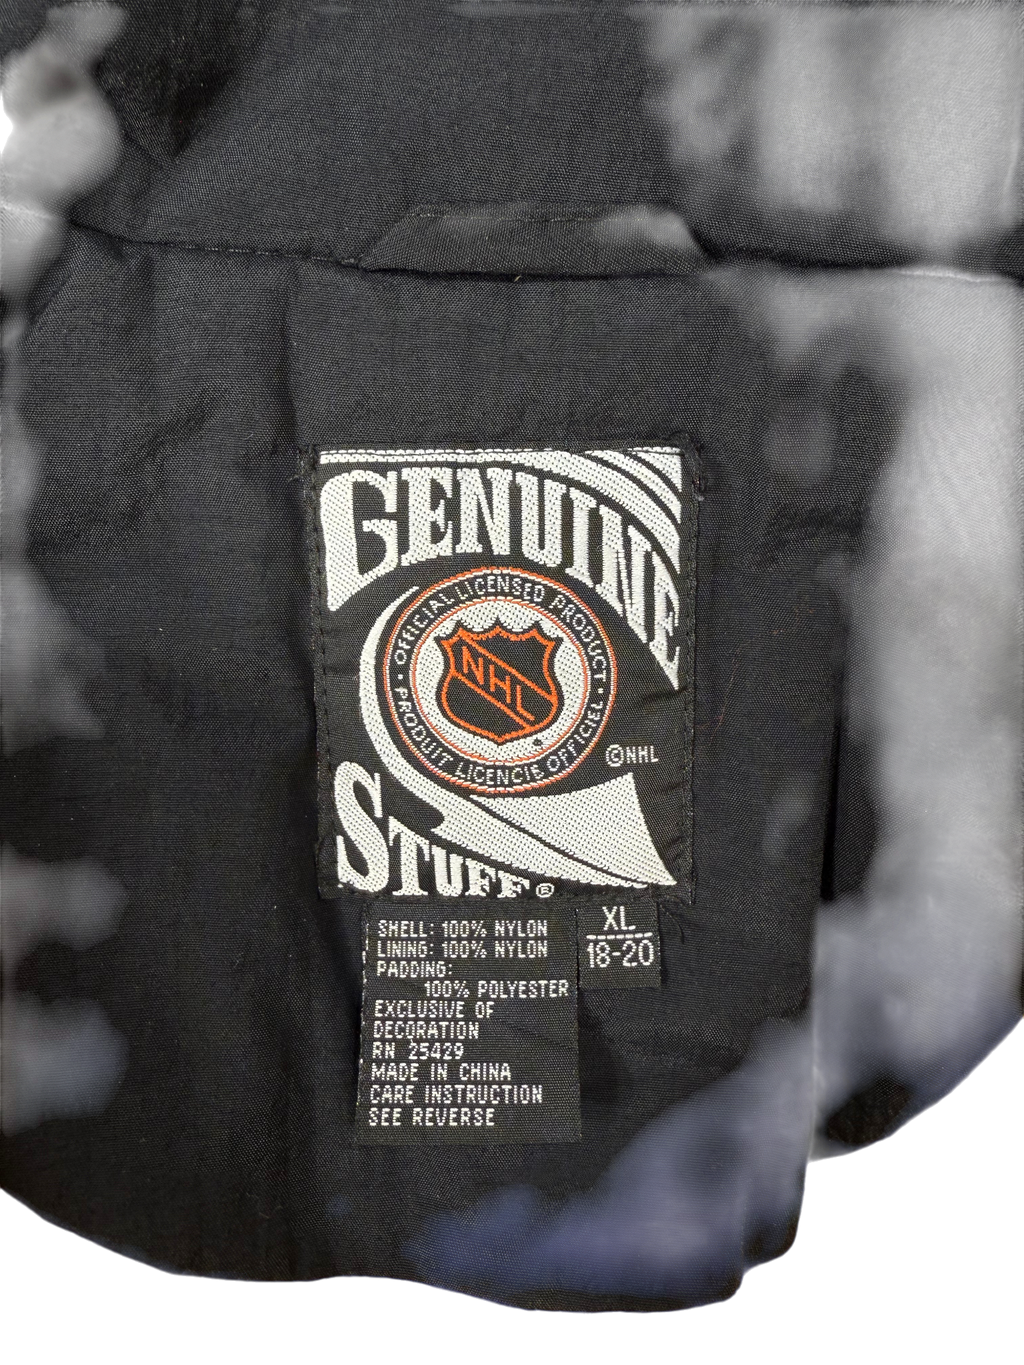 GENUINE
OFFICIAL LICENSED PRODUCT
NHL
PRODUIT LICENCIE OFFICIEL
©NHL
STUFF®
XL
18-20
SHELL: 100% NYLON
LINING: 100% NYLON
PADDING:
100% POLYESTER
EXCLUSIVE OF
DECORATION
RN 25429
MADE IN CHINA
CARE INSTRUCTION
SEE REVERSE